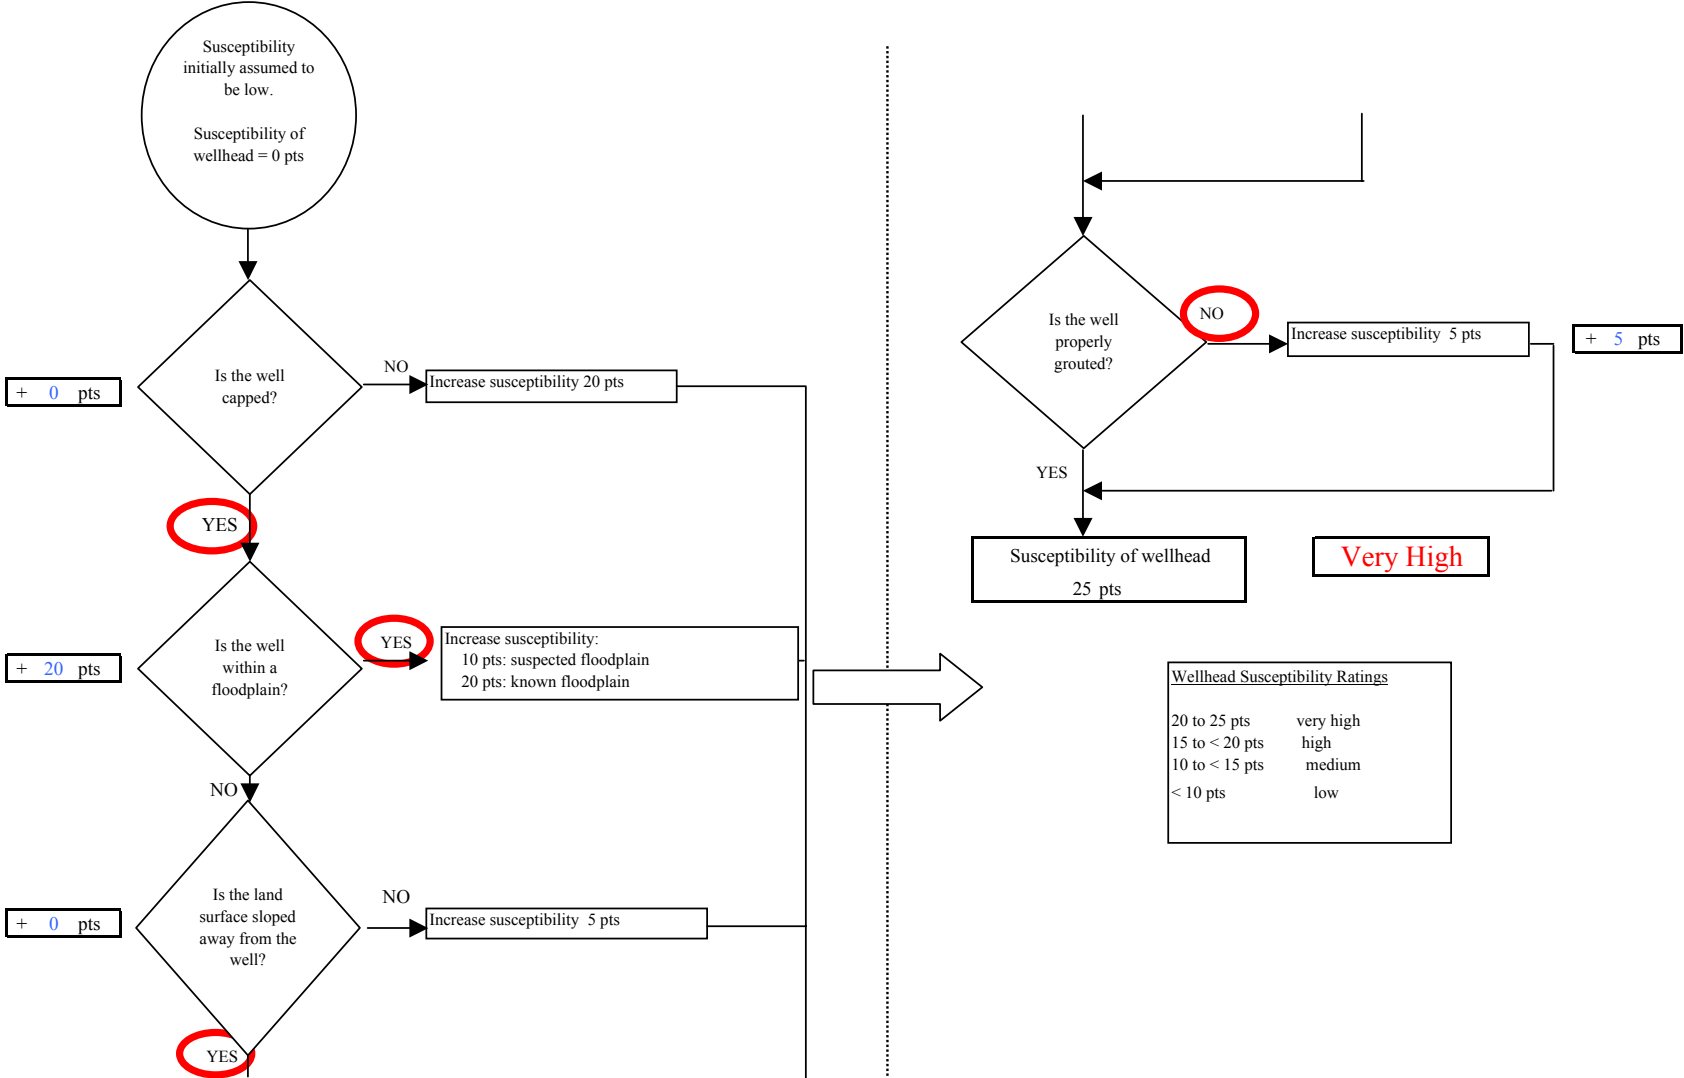 Susceptibility
initially assumed to
be low.
Susceptibility of
wellhead = 0 pts
Is the well
capped?
NO
Increase susceptibility 20 pts
+ 0 pts
YES
Is the well
within a
floodplain?
YES
Increase susceptibility:
10 pts: suspected floodplain
20 pts: known floodplain
+ 20 pts
NO
Is the land
surface sloped
away from the
well?
NO
Increase susceptibility 5 pts
+ 0 pts
YES
Is the well
properly
grouted?
NO
Increase susceptibility 5 pts
+ 5 pts
YES
Susceptibility of wellhead
25 pts
Very High
Wellhead Susceptibility Ratings
20 to 25 pts very high
15 to < 20 pts high
10 to < 15 pts medium
< 10 pts low